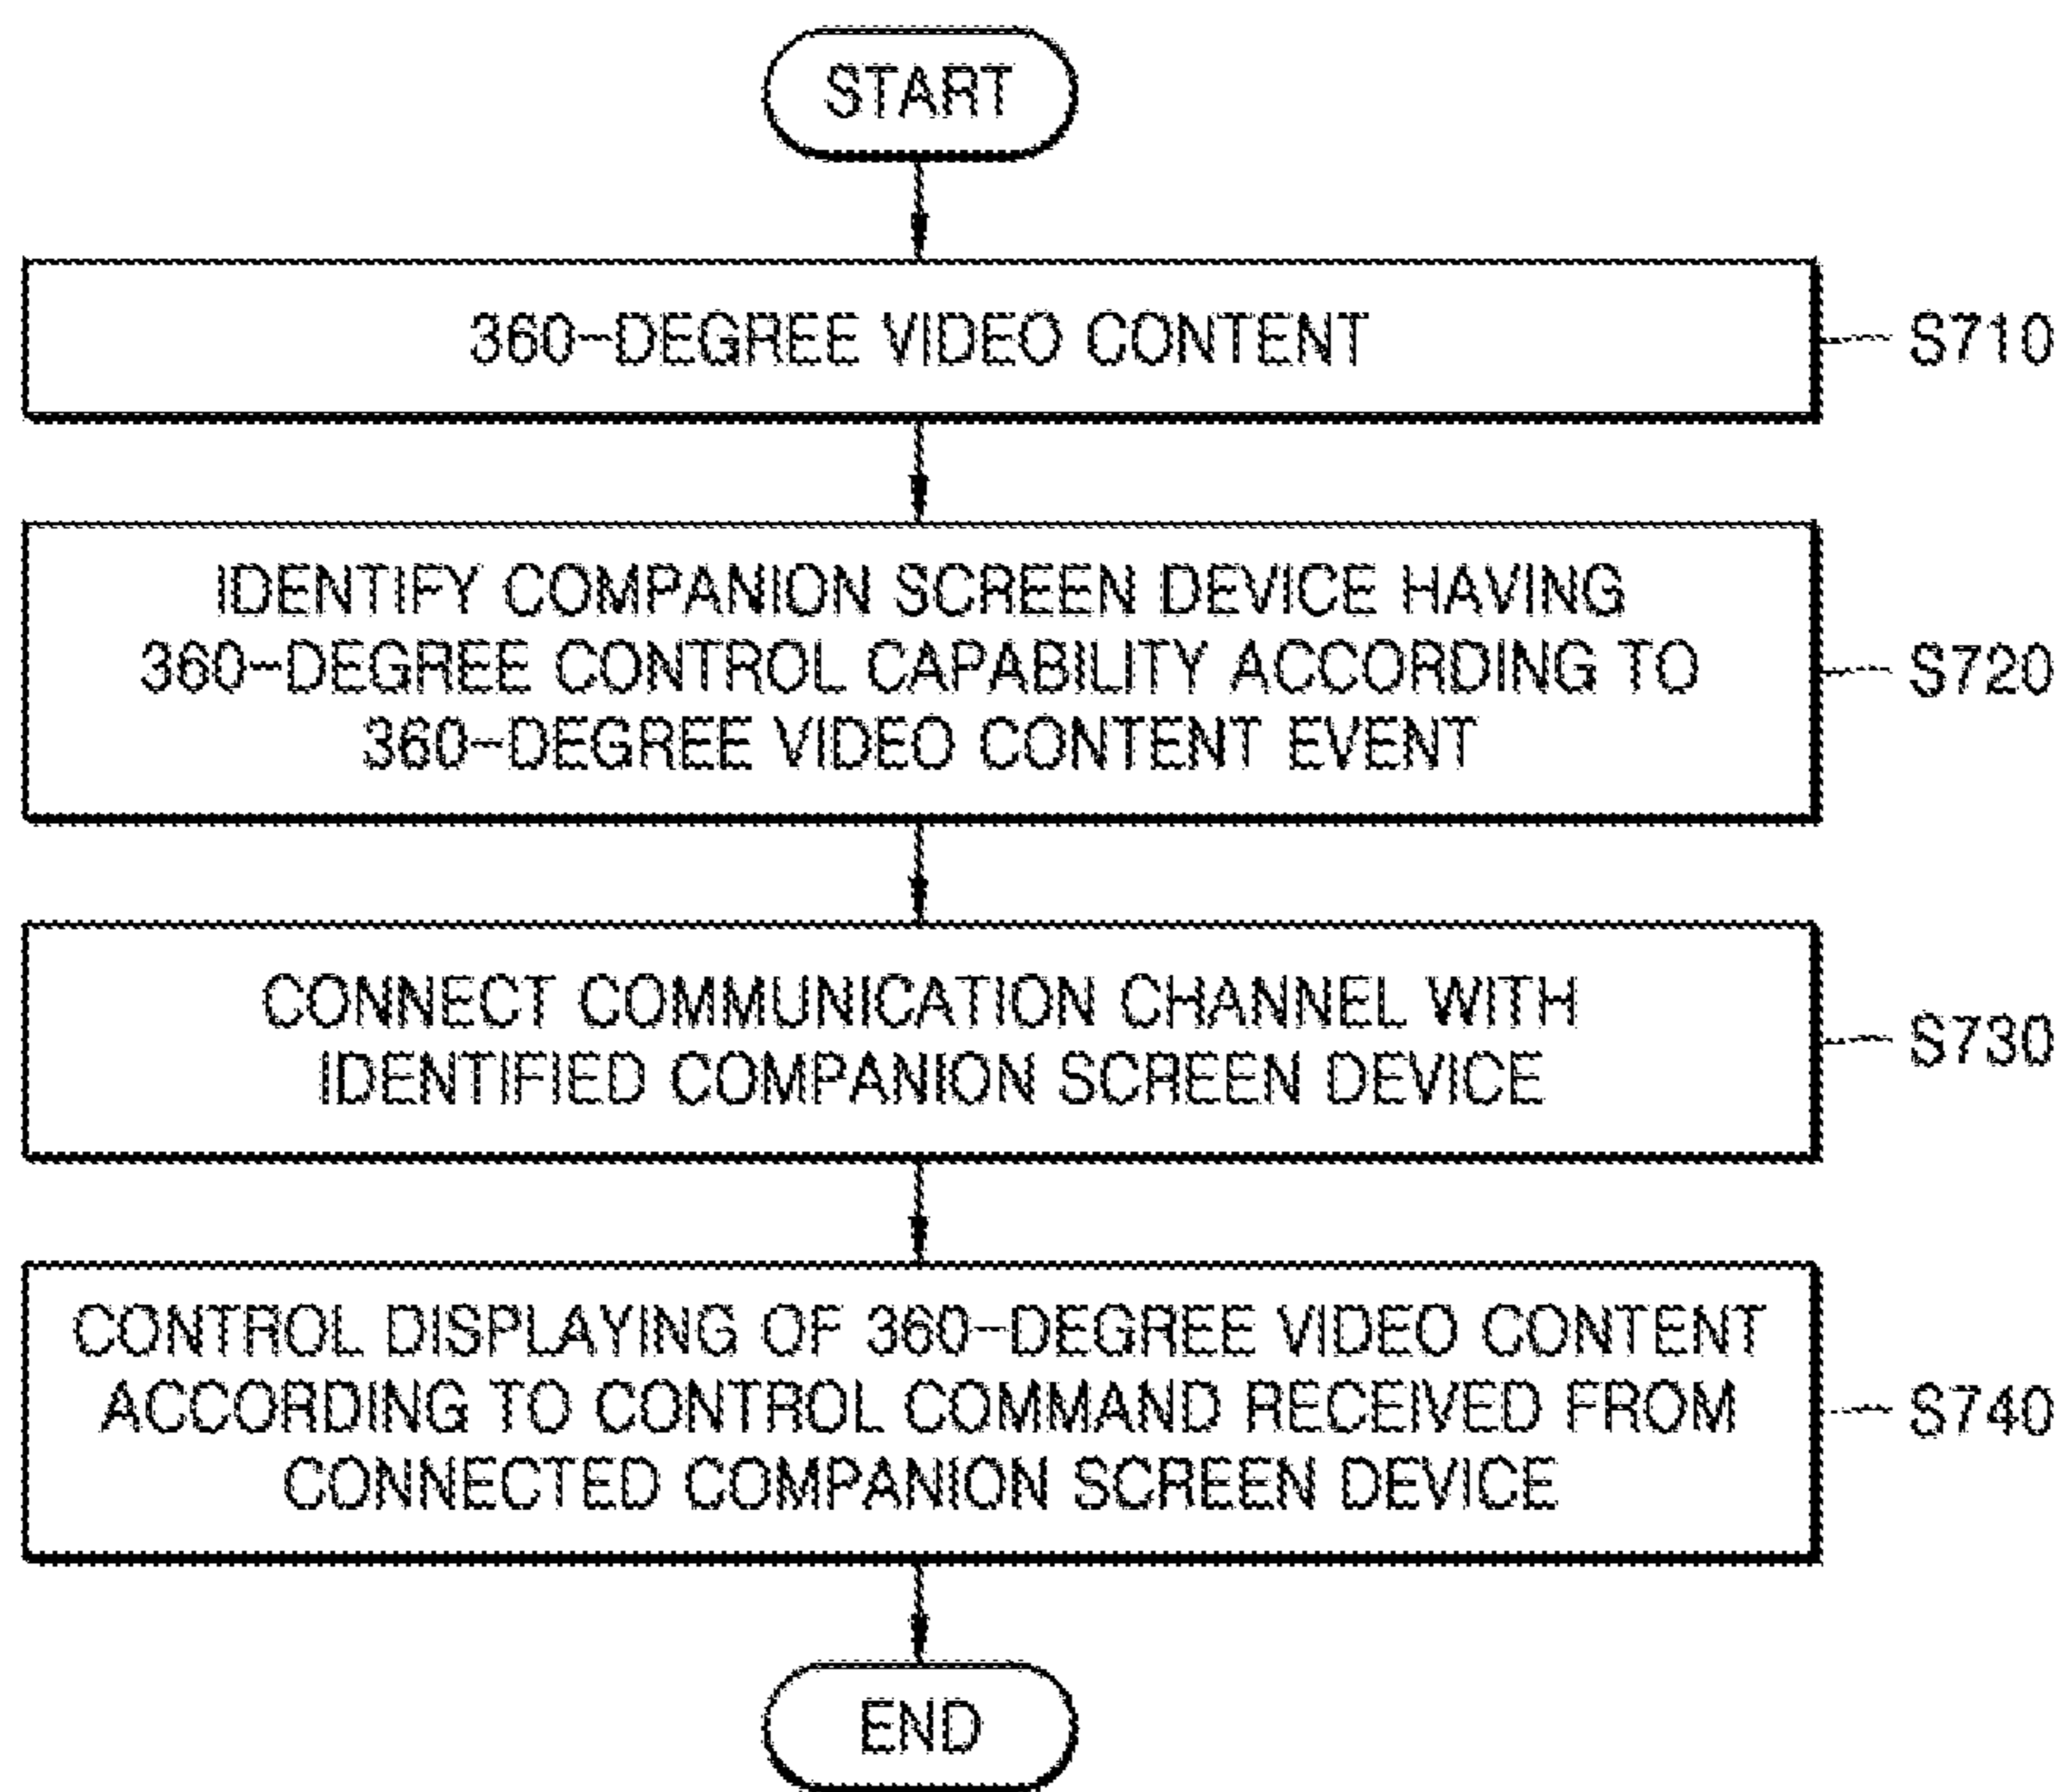 START
360-DEGREE VIDEO CONTENT
S710
IDENTIFY COMPANION SCREEN DEVICE HAVING
360-DEGREE CONTROL CAPABILITY ACCORDING TO
360-DEGREE VIDEO CONTENT EVENT
S720
CONNECT COMMUNICATION CHANNEL WITH
IDENTIFIED COMPANION SCREEN DEVICE
S730
CONTROL DISPLAYING OF 360-DEGREE VIDEO CONTENT
ACCORDING TO CONTROL COMMAND RECEIVED FROM
CONNECTED COMPANION SCREEN DEVICE
S740
END